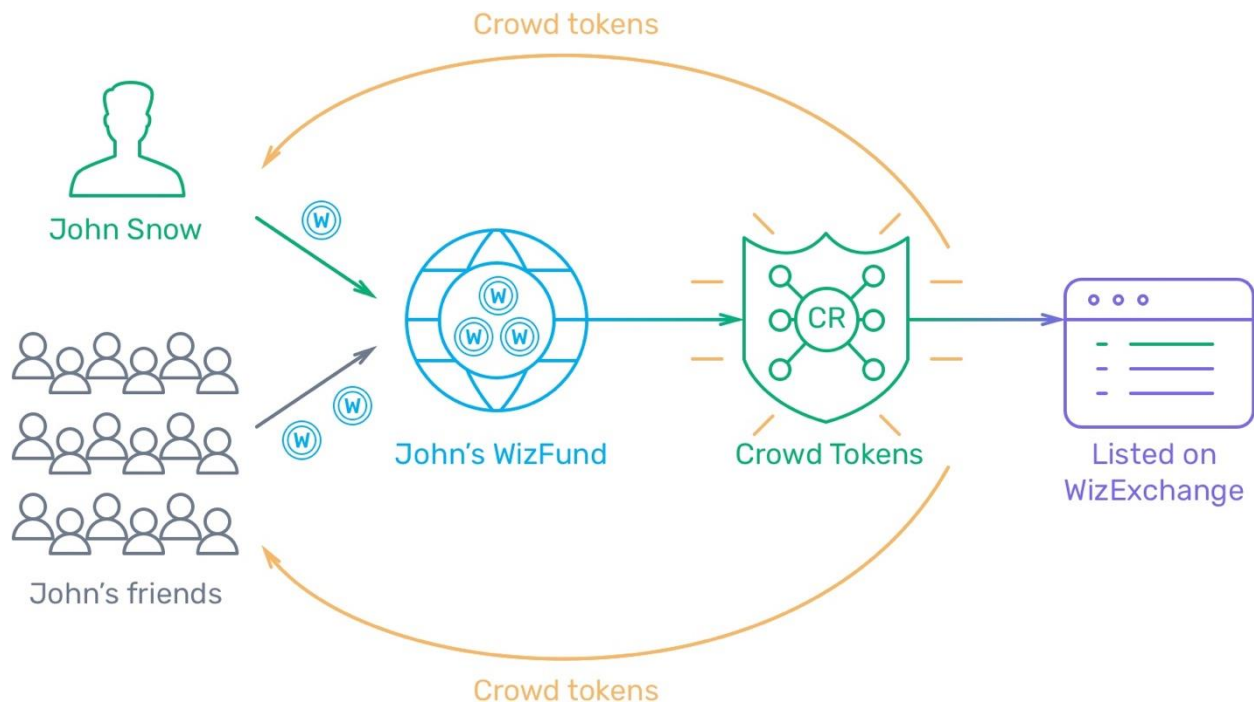 Crowd tokens
John Snow
W
W
W
W
W
W
CR
John's WizFund
Crowd Tokens
Listed on
WizExchange
John's friends
Crowd tokens